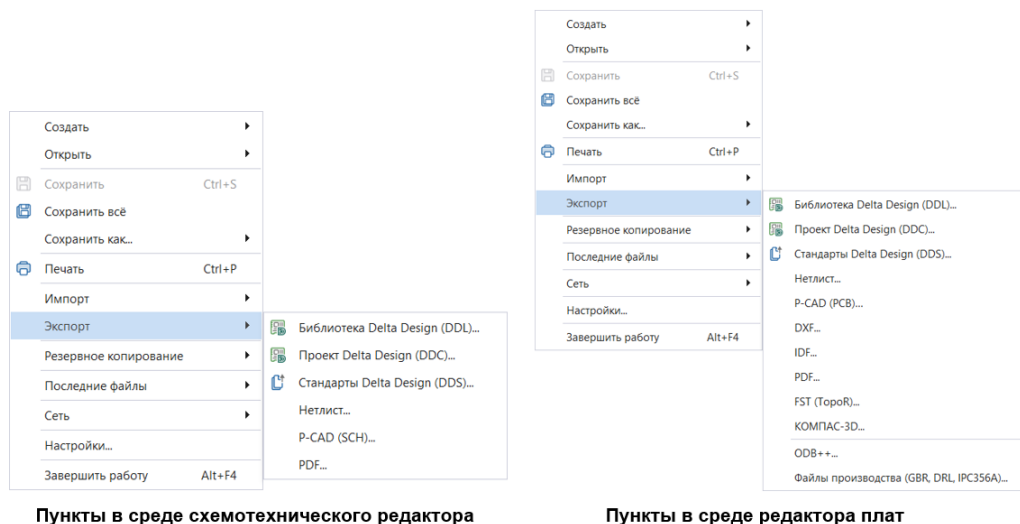 Создать
Открыть
Сохранить Ctrl+S
Сохранить всё
Сохранить как...
Печать Ctrl+P
Импорт
Экспорт
Резервное копирование
Последние файлы
Сеть
Настройки...
Завершить работу Alt+F4
Библиотека Delta Design (DDL)...
Проект Delta Design (DDC)...
Стандарты Delta Design (DDS)...
Нетлист...
P-CAD (SCH)...
PDF...
Пункты в среде схемотехнического редактора
Создать
Открыть
Сохранить Ctrl+S
Сохранить всё
Сохранить как...
Печать Ctrl+P
Импорт
Экспорт
Резервное копирование
Последние файлы
Сеть
Настройки...
Завершить работу Alt+F4
Библиотека Delta Design (DDL)...
Проект Delta Design (DDC)...
Стандарты Delta Design (DDS)...
Нетлист...
P-CAD (PCB)...
DXF...
IDF...
PDF...
FST (TopoR)...
КОМПАС-3D...
ODB++...
Файлы производства (GBR, DRL, IPC356A)...
Пункты в среде редактора плат